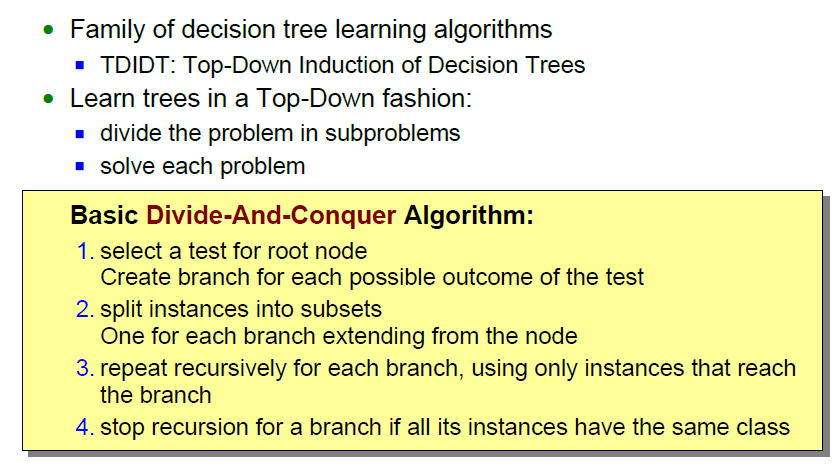 • Family of decision tree learning algorithms
▪ TDIDT: Top-Down Induction of Decision Trees
• Learn trees in a Top-Down fashion:
▪ divide the problem in subproblems
▪ solve each problem
Basic Divide-And-Conquer Algorithm:
1. select a test for root node
Create branch for each possible outcome of the test
2. split instances into subsets
One for each branch extending from the node
3. repeat recursively for each branch, using only instances that reach
the branch
4. stop recursion for a branch if all its instances have the same class